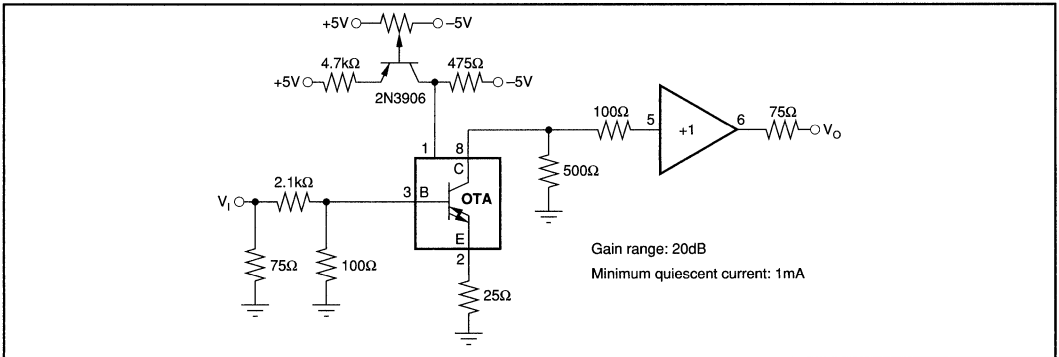 +5V –5V
+5V 4.7kΩ 475Ω –5V
2N3906
100Ω 5 +1 6 75Ω VO
1 8
C
500Ω
VI 2.1kΩ 3 B OTA
E
2
75Ω 100Ω
25Ω
Gain range: 20dB
Minimum quiescent current: 1mA